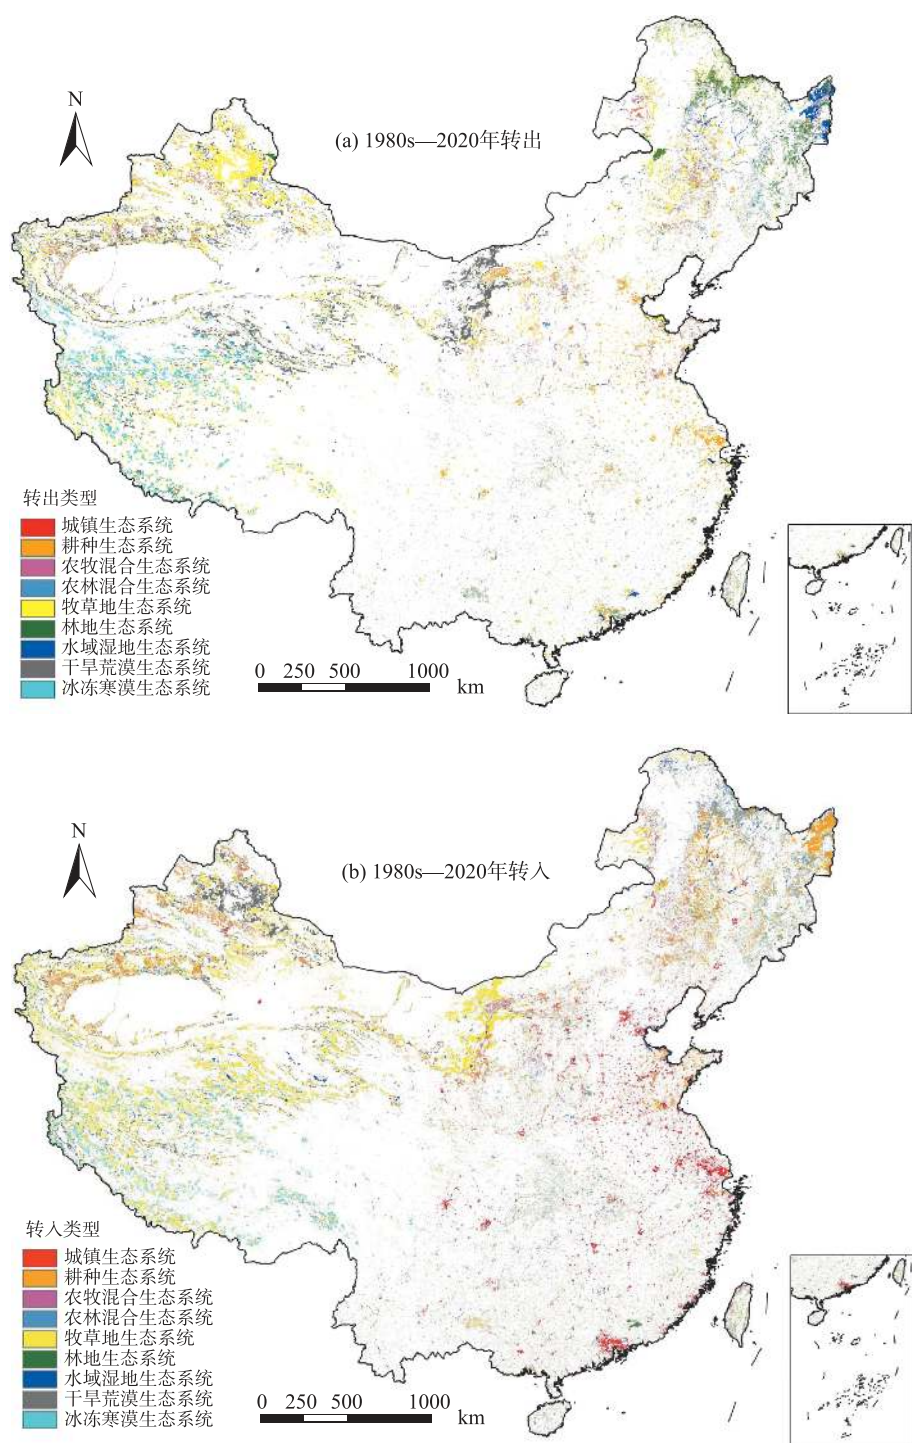 N
(a) 1980s—2020年转出
转出类型
城镇生态系统
耕种生态系统
农牧混合生态系统
农林混合生态系统
牧草地生态系统
林地生态系统
水域湿地生态系统
干旱荒漠生态系统
冰冻寒漠生态系统
0 250 500 1000
km
N
(b) 1980s—2020年转入
转入类型
城镇生态系统
耕种生态系统
农牧混合生态系统
农林混合生态系统
牧草地生态系统
林地生态系统
水域湿地生态系统
干旱荒漠生态系统
冰冻寒漠生态系统
0 250 500 1000
km